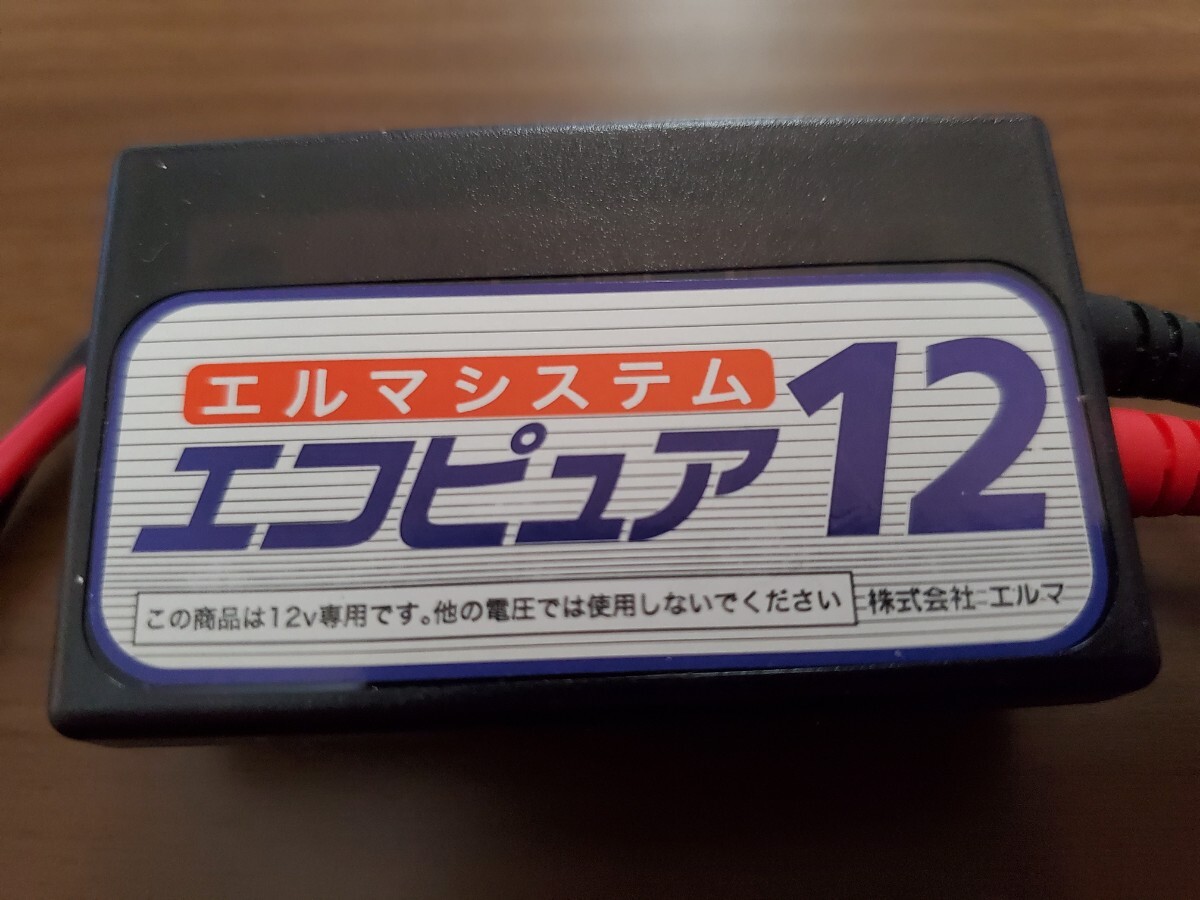 エルマシステム
エコピュア12
この商品は12v専用です。他の電圧では使用しないでください
株式会社 エルマ